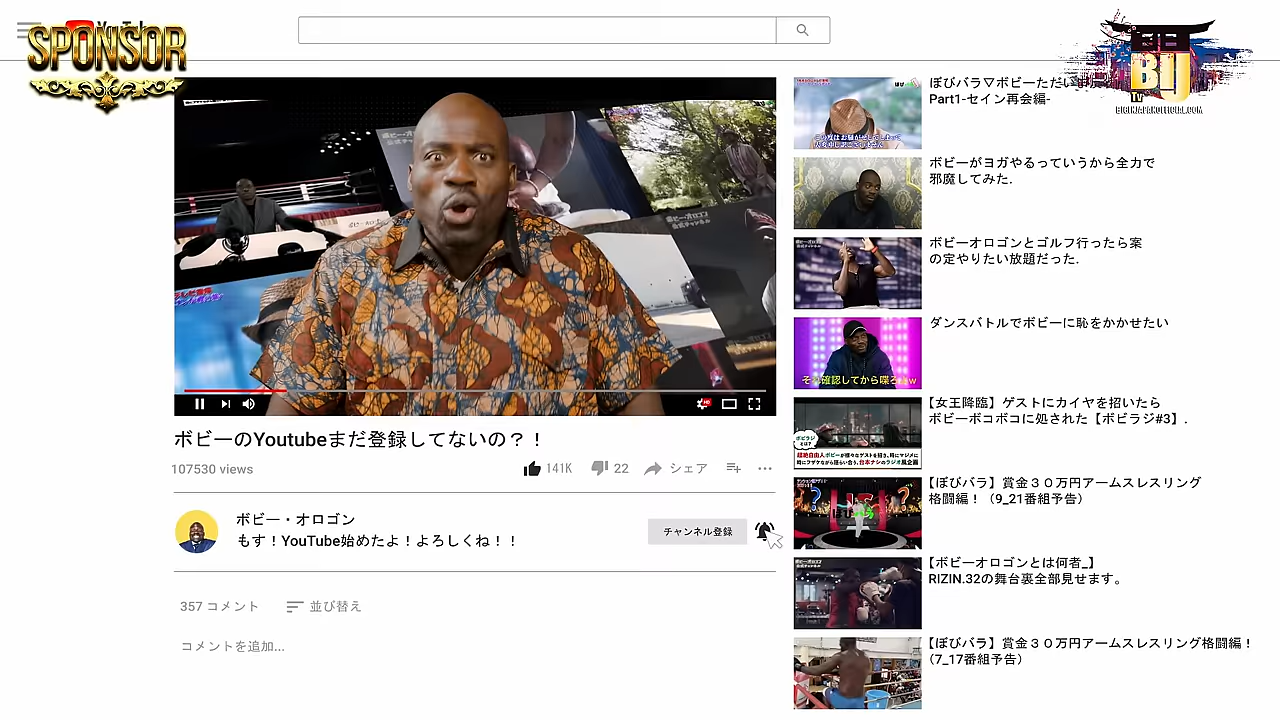 SPONSOR
BIJ
TV
BIGINJAPANOFFICIAL.COM
ボビーのYoutubeまだ登録してないの？！
107530 views
141K
22
シェア
ボビー・オロゴン
もす！YouTube始めたよ！よろしくね！！
チャンネル登録
357 コメント
並び替え
コメントを追加...
ぼびバラ▽ボビーただ
Part1-セイン再会編-
ボビーがヨガやるっていうから全力で
邪魔してみた.
ボビーオロゴンとゴルフ行ったら案
の定やりたい放題だった.
ダンスバトルでボビーに恥をかかせたい
【女王降臨】ゲストにカイヤを招いたら
ボビーボコボコに処された【ボビラジ#3】.
【ぼびバラ】賞金３０万円アームスレスリング
格闘編！（9_21番組予告）
【ボビーオロゴンとは何者_】
RIZIN.32の舞台裏全部見せます。
【ぼびバラ】賞金３０万円アームスレスリング格闘編！
（7_17番組予告）